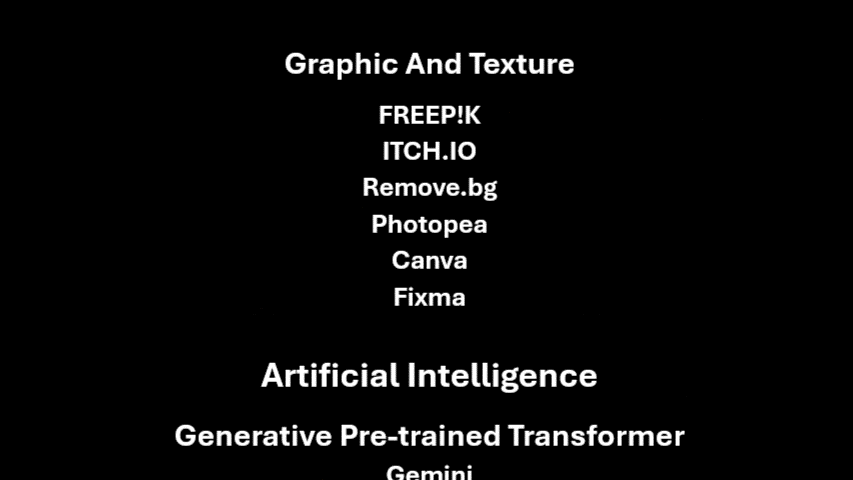 Graphic And Texture
FREEP!K
ITCH.IO
Remove.bg
Photopea
Canva
Fixma
Artificial Intelligence
Generative Pre-trained Transformer
Gemini